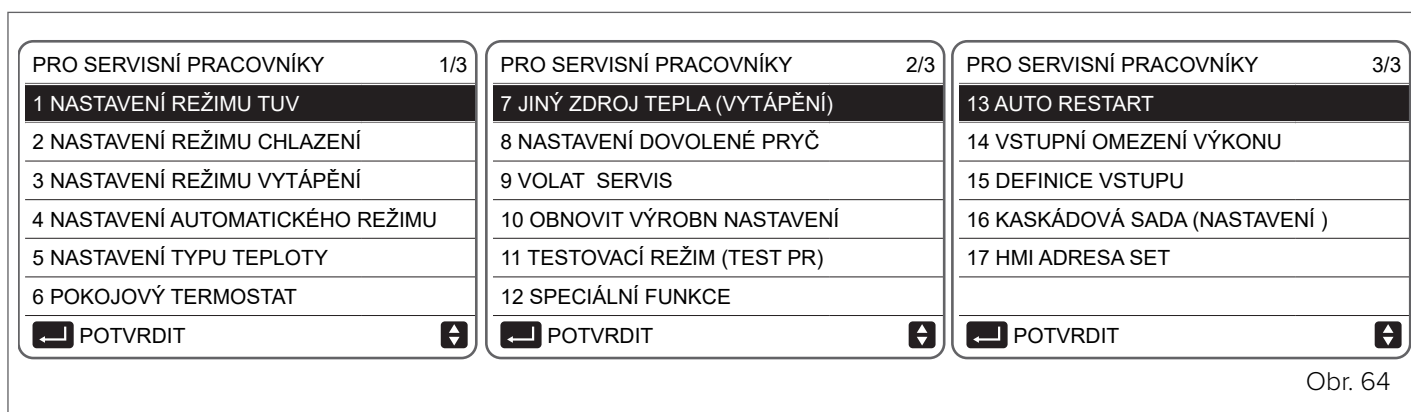 PRO SERVISNÍ PRACOVNÍKY 1/3
1 NASTAVENÍ REŽIMU TUV
2 NASTAVENÍ REŽIMU CHLAZENÍ
3 NASTAVENÍ REŽIMU VYTÁPĚNÍ
4 NASTAVENÍ AUTOMATICKÉHO REŽIMU
5 NASTAVENÍ TYPU TEPLOTY
6 POKOJOVÝ TERMOSTAT
POTVRDIT
PRO SERVISNÍ PRACOVNÍKY 2/3
7 JINÝ ZDROJ TEPLA (VYTÁPĚNÍ)
8 NASTAVENÍ DOVOLENÉ PRYČ
9 VOLAT  SERVIS
10 OBNOVIT VÝROBN NASTAVENÍ
11 TESTOVACÍ REŽIM (TEST PR)
12 SPECIÁLNÍ FUNKCE
POTVRDIT
PRO SERVISNÍ PRACOVNÍKY 3/3
13 AUTO RESTART
14 VSTUPNÍ OMEZENÍ VÝKONU
15 DEFINICE VSTUPU
16 KASKÁDOVÁ SADA (NASTAVENÍ )
17 HMI ADRESA SET
POTVRDIT
Obr. 64